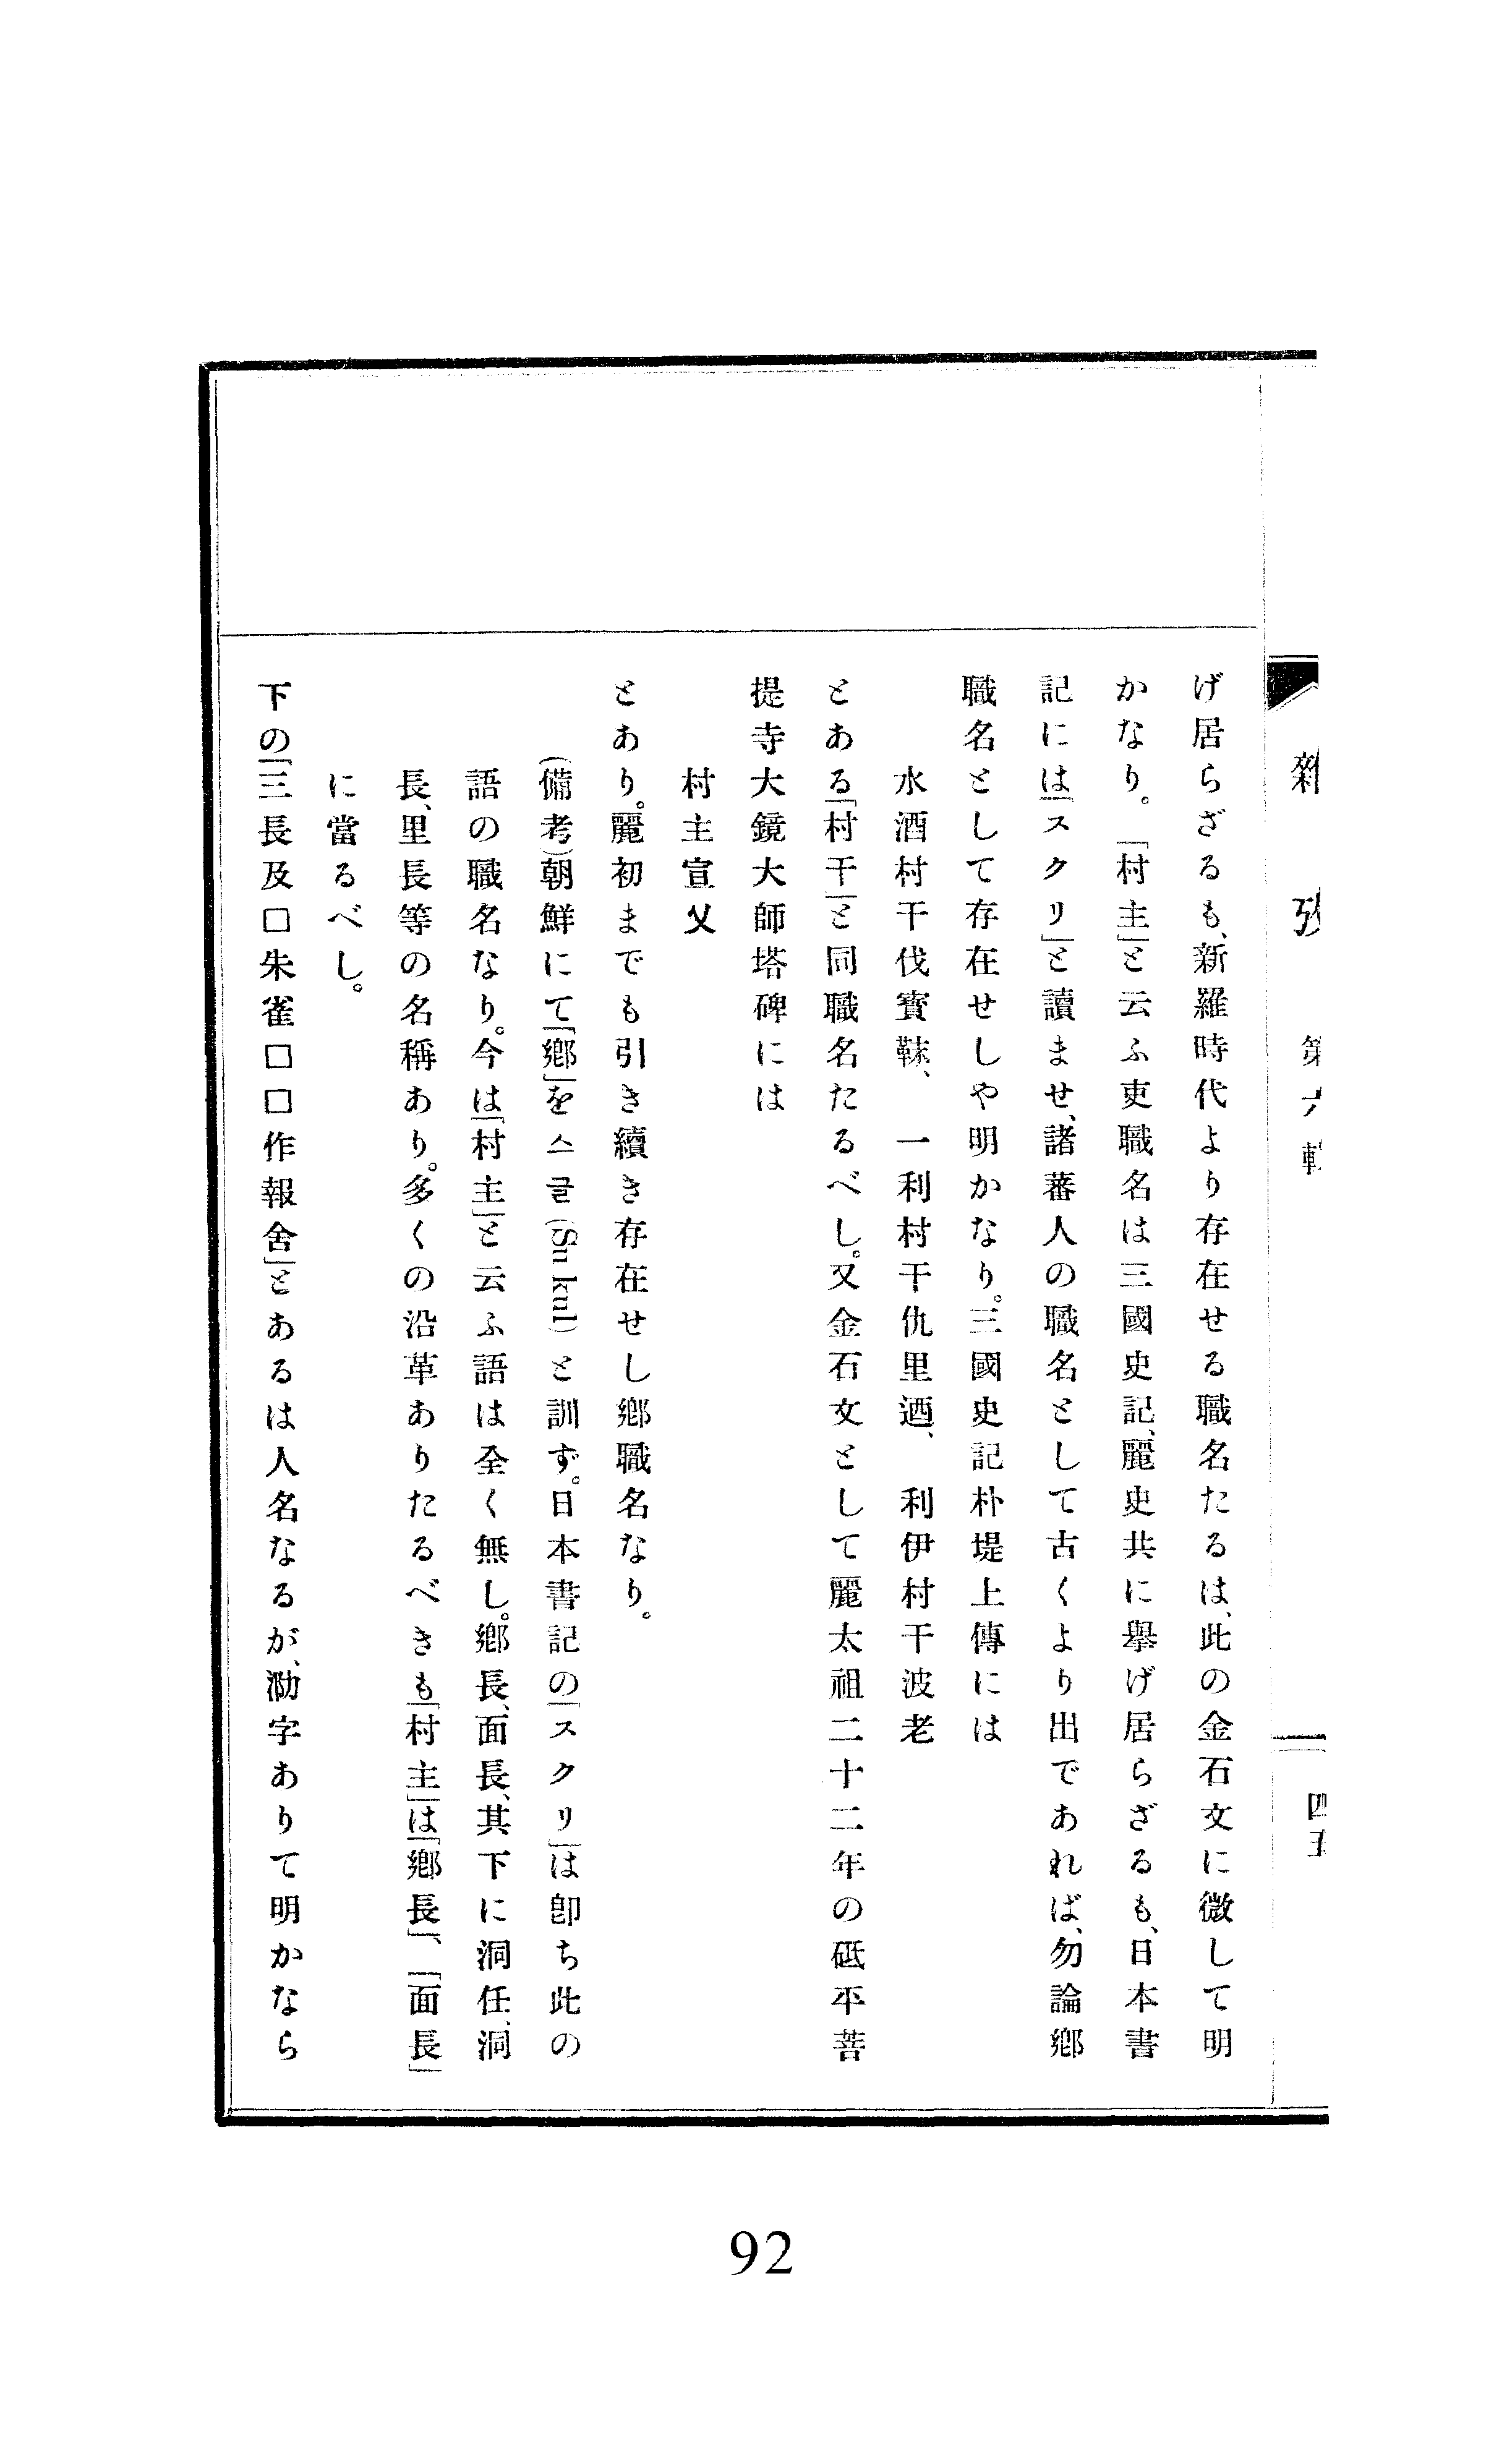 雜攷 第六輯 四五
げ居らざるも、新羅時代より存在せる職名たるは、此の金石文に徴して明
かなり。「村主」と云ふ吏職名は三國史記、麗史共に擧げ居らざるも、日本書
記には「スクリ」と讀ませ、諸蕃人の職名として古くより出であれば、勿論鄕
職名として存在せしや明かなり。三國史記朴堤上傳には
水酒村干伐寳靺、一利村干仇里迺、利伊村干波老
とある「村干」と同職名たるべし。又金石文として麗太祖二十二年の砥平菩
提寺大鏡大師塔碑には
村主宣乂
とあり。麗初までも引き續き存在せし鄕職名なり。
(備考)朝鮮にて「鄕」を스글(Su kul)と訓ず。日本書記の「スクリ」は卽ち此の
語の職名なり。今は「村主」と云ふ語は全く無し。鄕長、面長、其下に洞任、洞
長、里長等の名稱あり。多くの沿革ありたるべきも「村主」は「鄕長」、「面長」
に當るべし。
下の「三長及□朱雀□□作報舍」とあるは人名なるが、泐字ありて明かなら
92